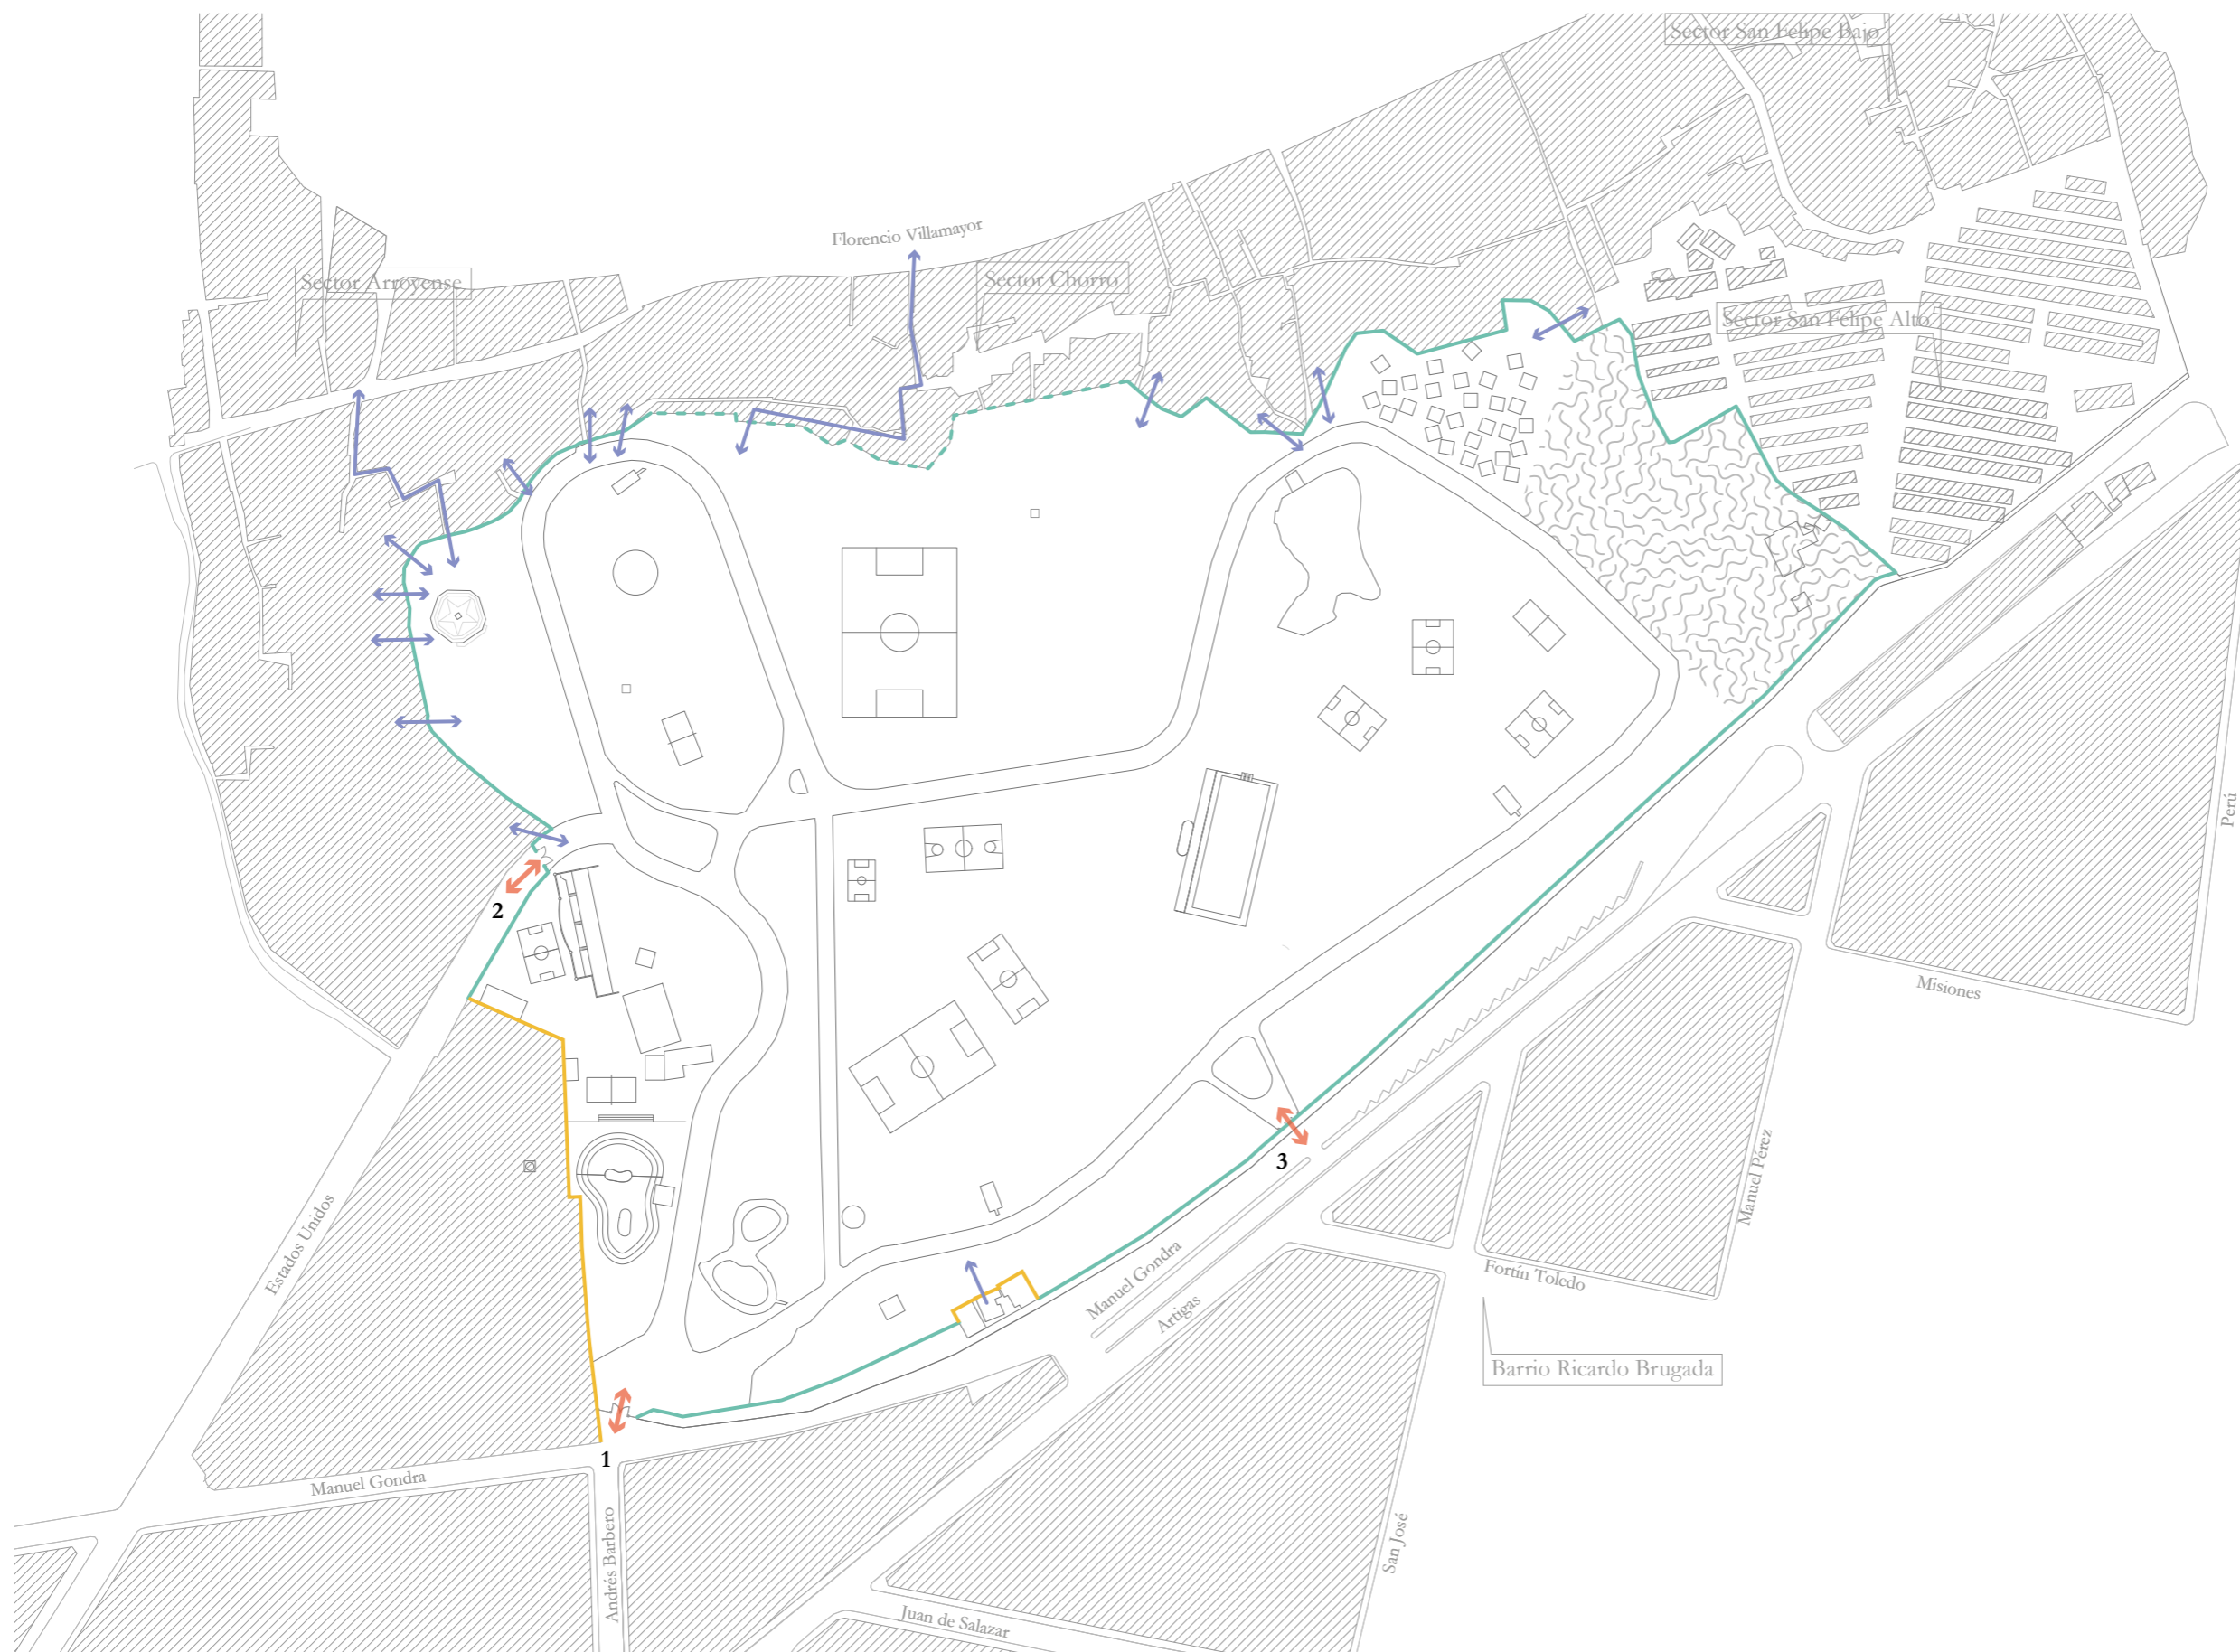 Sector San Felipe Bajo
Florencio Villamayor
Sector Arroyense
Sector Chorro
Sector San Felipe Alto
Perú
2
Misiones
Manuel Pérez
3
Estados Unidos
Manuel Gondra
Fortín Toledo
Artigas
Barrio Ricardo Brugada
1
Manuel Gondra
Andrés Barbero
San José
Juan de Salazar